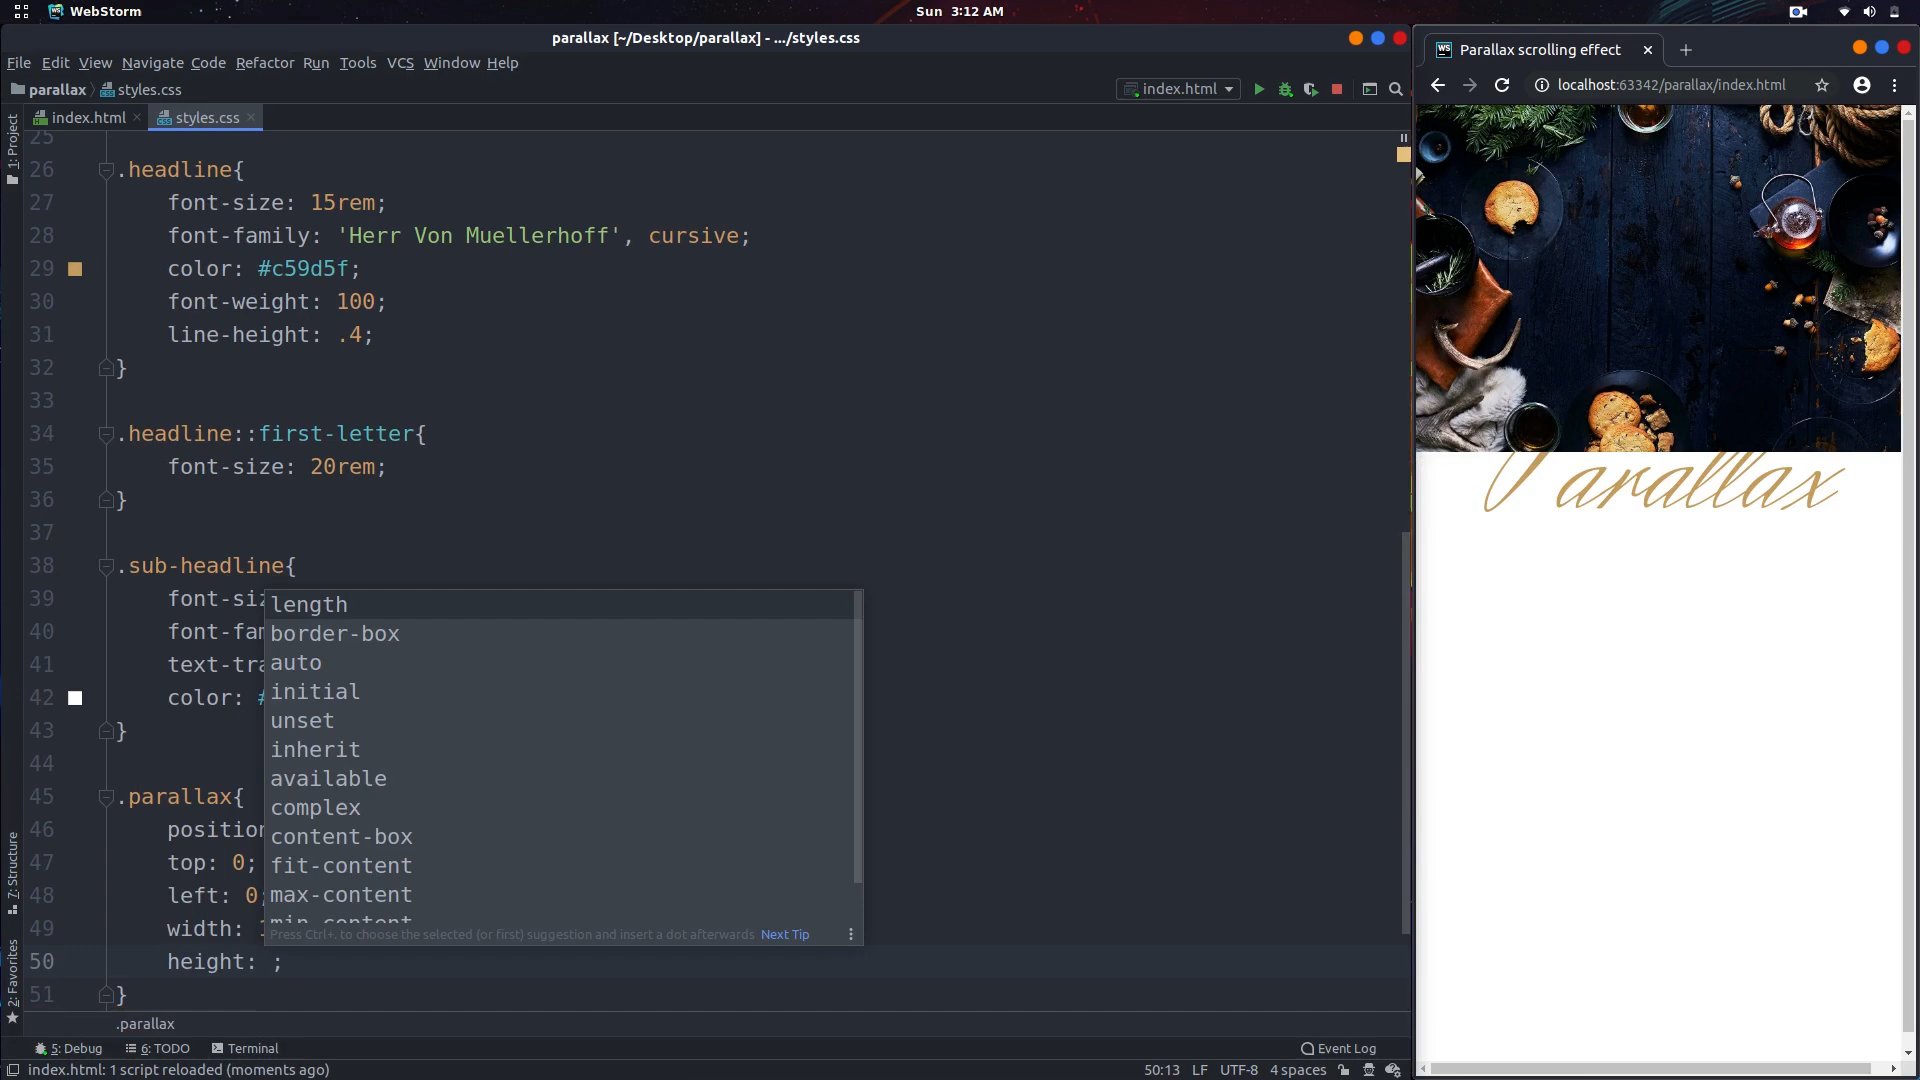 WebStorm
Sun 3:12 AM
parallax [~/Desktop/parallax] - .../styles.css
File Edit View Navigate Code Refactor Run Tools VCS Window Help
parallax styles.css
index.html
index.html styles.css
1: Project
25
26 .headline{
27 font-size: 15rem;
28 font-family: 'Herr Von Muellerhoff', cursive;
29 color: #c59d5f;
30 font-weight: 100;
31 line-height: .4;
32 }
33
34 .headline::first-letter{
35 font-size: 20rem;
36 }
37
38 .sub-headline{
39 font-siz
40 font-fam
41 text-tra
42 color: #
43 }
44
45 .parallax{
46 position
47 top: 0;
48 left: 0;
49 width: 1
50 height: ;
51 }
length
border-box
auto
initial
unset
inherit
available
complex
content-box
fit-content
max-content
min-content
Press Ctrl+. to choose the selected (or first) suggestion and insert a dot afterwards Next Tip
7: Structure
2: Favorites
.parallax
5: Debug 6: TODO Terminal Event Log
index.html: 1 script reloaded (moments ago) 50:13 LF UTF-8 4 spaces
Parallax scrolling effect
localhost:63342/parallax/index.html
Parallax